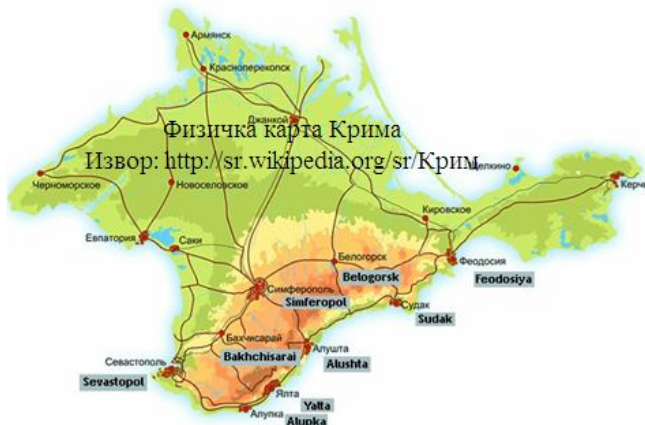 Армянск
Красноперекопск
Джанкой
Физичка карта Крима
Извор: http://sr.wikipedia.org/sr/Крим
Щелкино
Керчь
Черноморское
Новоселовское
Кировское
Евпатория
Саки
Белогорск
Феодосия
Belogorsk
Feodosiya
Симферополь
Simferopol
Судак
Sudak
Бахчисарай
Алушта
Bakhchisarai
Alushta
Севастополь
Sevastopol
Ялта
Yalta
Алупка
Alupka